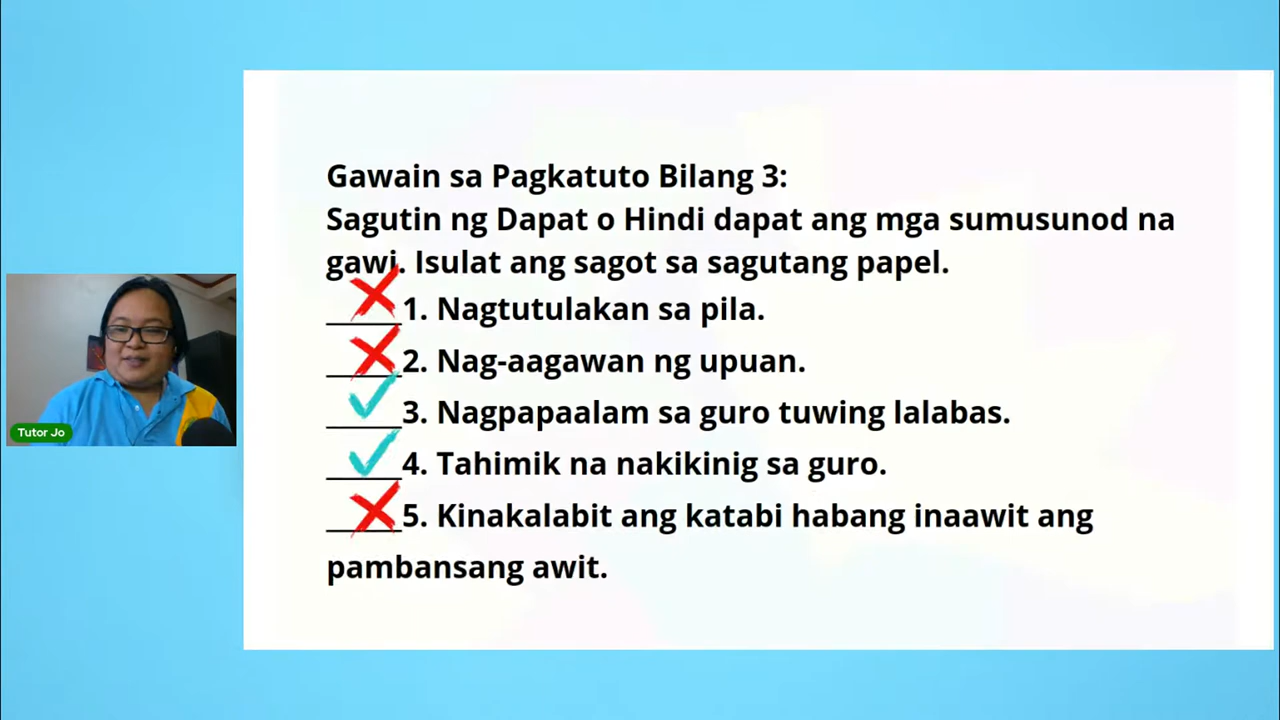 Gawain sa Pagkatuto Bilang 3:
Sagutin ng Dapat o Hindi dapat ang mga sumusunod na
gawi. Isulat ang sagot sa sagutang papel.
_____1. Nagtutulakan sa pila.
_____2. Nag-aagawan ng upuan.
_____3. Nagpapaalam sa guro tuwing lalabas.
_____4. Tahimik na nakikinig sa guro.
_____5. Kinakalabit ang katabi habang inaawit ang
pambansang awit.
Tutor Jo